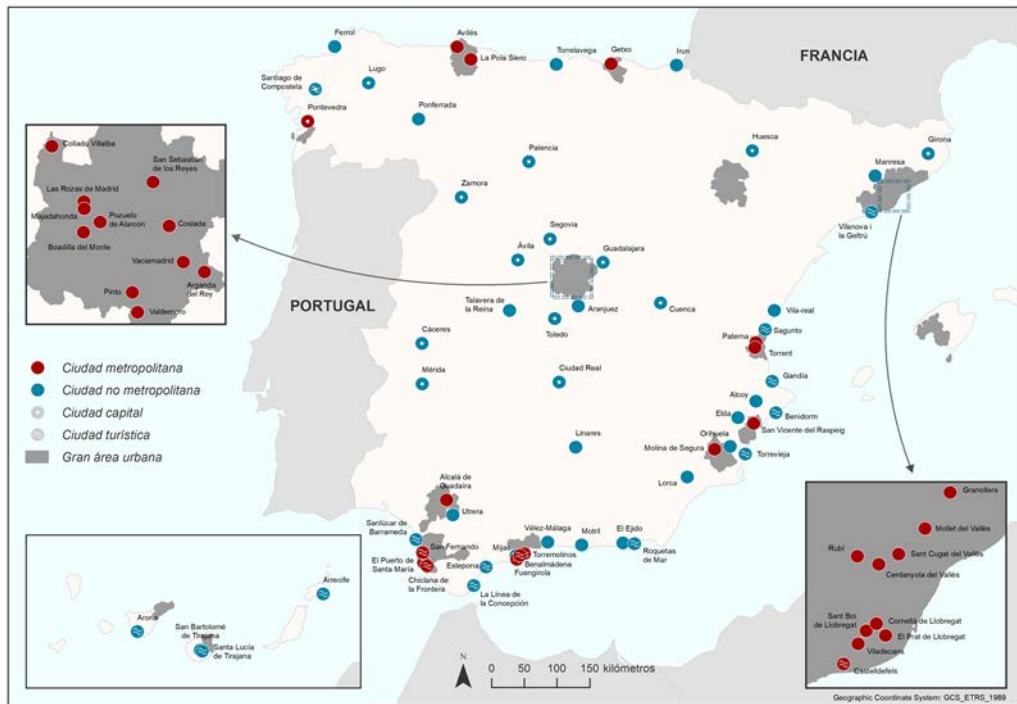 Ferrol
Avilés
La Pola Siero
Torrelavega
Getxo
Irun
FRANCIA
Lugo
Santiago de
Compostela
Pontevedra
Ponferrada
Palencia
Huesca
Girona
Manresa
Vilanova i
la Geltrú
Zamora
Segovia
Ávila
Guadalajara
PORTUGAL
Talavera de
la Reina
Aranjuez
Toledo
Cuenca
Vila-real
Sagunto
Paterna
Torrent
Cáceres
Mérida
Ciudad Real
Gandía
Alcoy
Benidorm
Elda
San Vicente del Raspeig
Orihuela
Molina de Segura
Torrevieja
Linares
Lorca
Alcalá de
Guadaíra
Utrera
Sanlúcar de
Barrameda
San Fernando
El Puerto de
Santa María
Chiclana de
la Frontera
Estepona
La Línea de
la Concepción
Mijas
Vélez-Málaga
Torremolinos
Benalmádena
Fuengirola
Motril
El Ejido
Roquetas
de Mar
Collado Villalba
San Sebastián
de los Reyes
Las Rozas de Madrid
Majadahonda
Pozuelo
de Alarcón
Coslada
Boadilla del Monte
Vaciamadrid
Arganda
del Rey
Pinto
Valdemoro
Ciudad metropolitana
Ciudad no metropolitana
Ciudad capital
Ciudad turística
Gran área urbana
Arrecife
Arona
San Bartolomé
de Tirajana
Santa Lucía
de Tirajana
N
0 50 100 150 kilómetros
Granollers
Mollet del Vallès
Rubí
Sant Cugat del Vallès
Cerdanyola del Vallès
Sant Boi
de Llobregat
Cornellà de Llobregat
El Prat de Llobregat
Viladecans
Castelldefels
Geographic Coordinate System: GCS_ETRS_1989